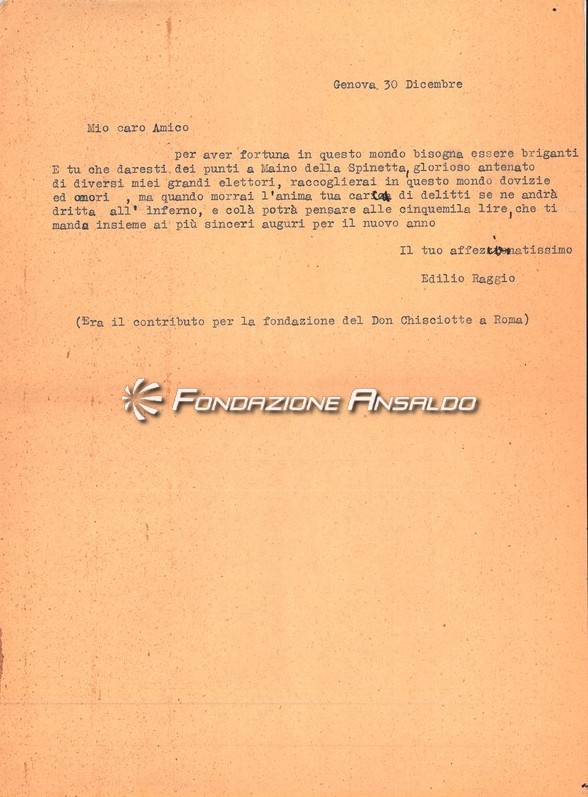 Genova 30 Dicembre
Mio caro Amico
per aver fortuna in questo mondo bisogna essere briganti
E tu che daresti dei punti a Maino della Spinetta, glorioso antenato
di diversi miei grandi elettori, raccoglierai in questo mondo dovizie
ed onori , ma quando morrai l'anima tua carica di delitti se ne andrà
dritta all' inferno, e colà potrà pensare alle cinquemila lire, che ti
manda insieme ai più sinceri auguri per il nuovo anno
Il tuo affezzionatissimo
Edilio Raggio
(Era il contributo per la fondazione del Don Chisciotte a Roma)
FONDAZIONE ANSALDO